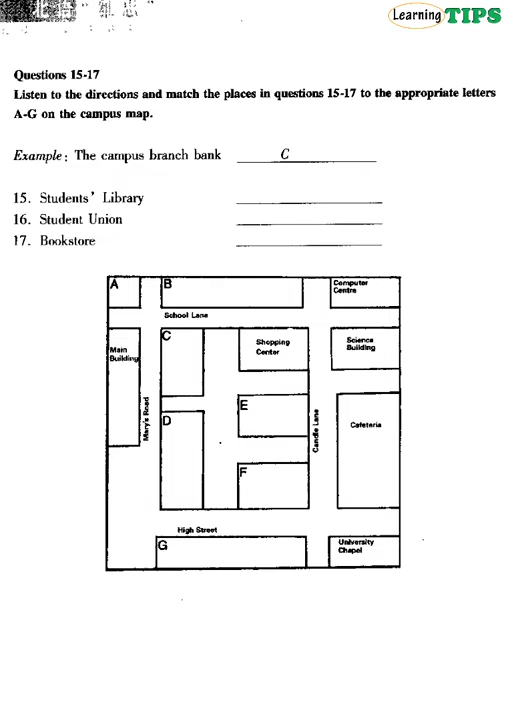 Learning TIPS
Questions 15-17
Listen to the directions and match the places in questions 15-17 to the appropriate letters
A-G on the campus map.
Example: The campus branch bank C
15. Students' Library
16. Student Union
17. Bookstore
A
B
Computer
Centre
School Lane
Main
Building
C
Shopping
Center
Science
Building
Mary's Road
D
E
Candle Lane
Cafeteria
F
High Street
G
University
Chapel